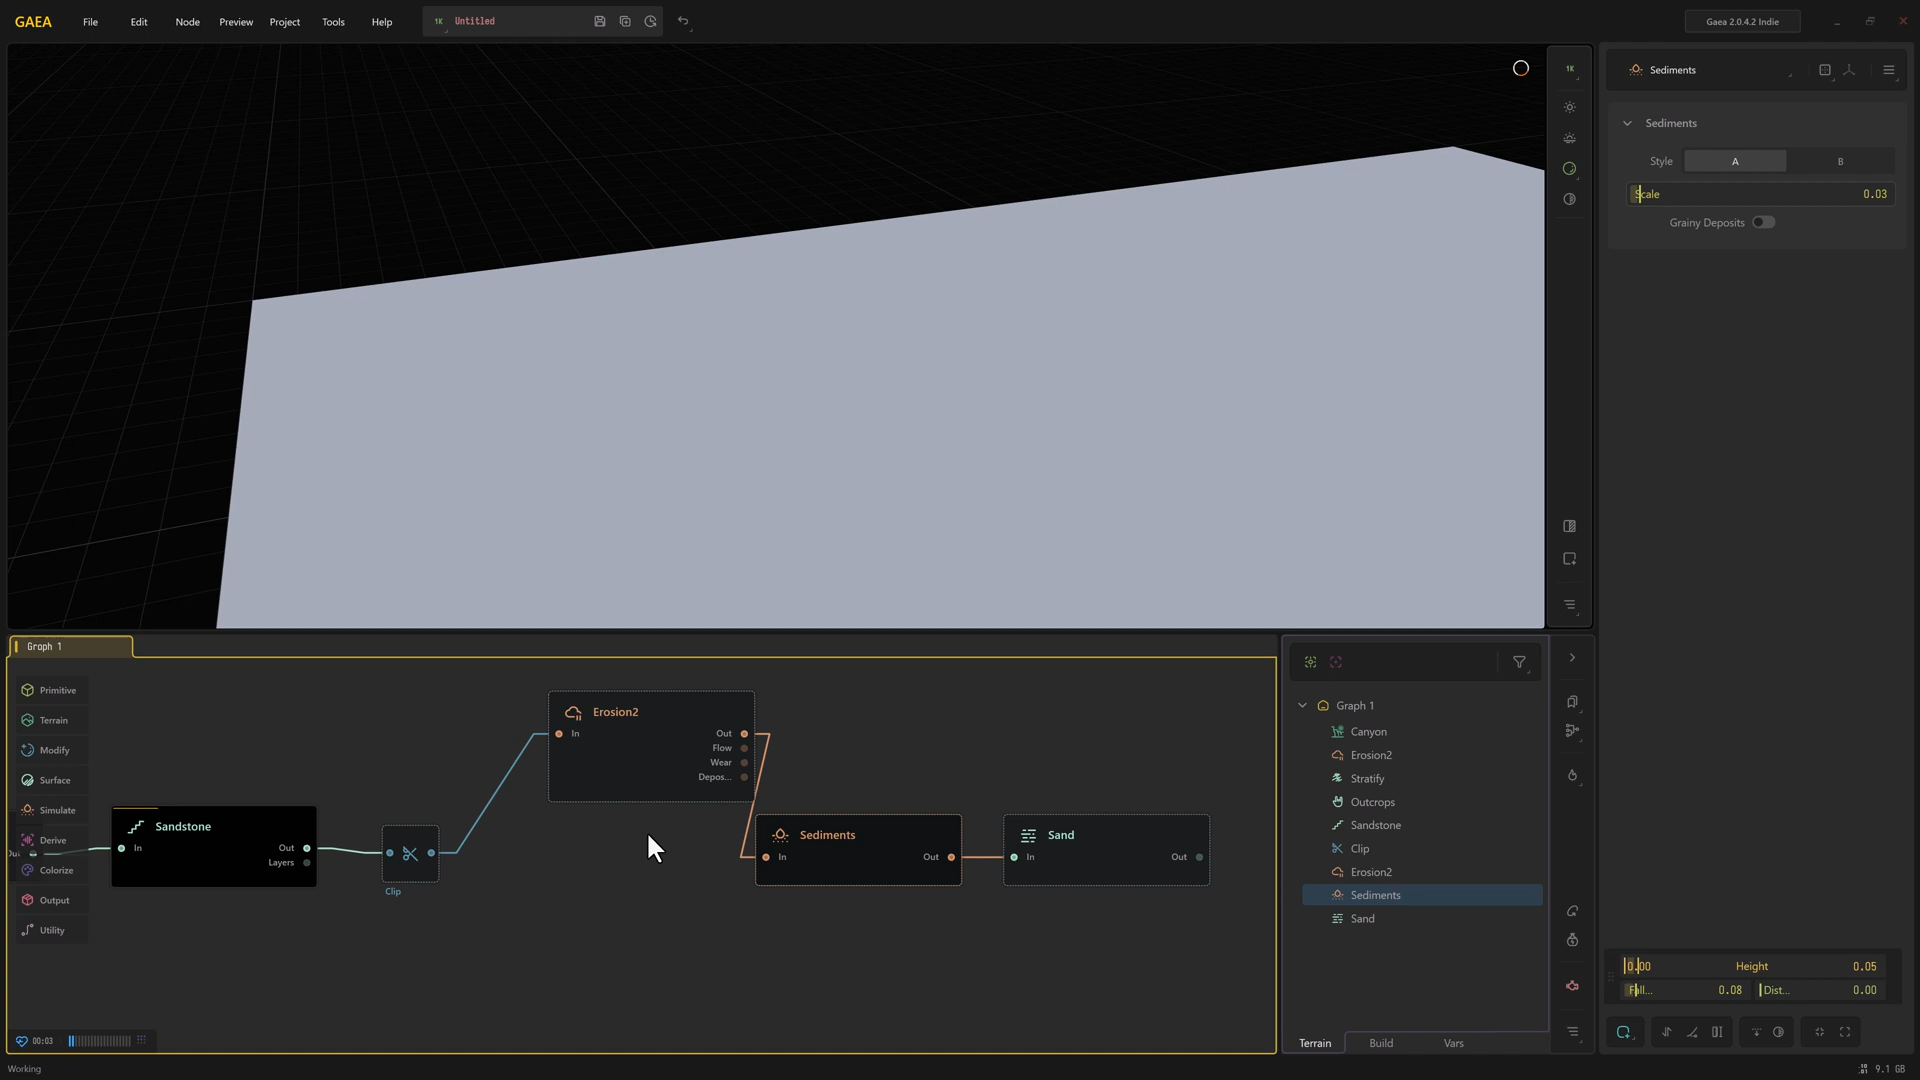 GAEA File Edit Node Preview Project Tools Help 1K Untitled Gaea 2.0.4.2 Indie
1K
Sediments
Sediments
Style A B
Scale 0.03
Grainy Deposits
Graph 1
Primitive
Terrain
Modify
Surface
Simulate
Derive
Colorize
Output
Utility
Sandstone
In Out
Layers
Clip
Erosion2
In Out
Flow
Wear
Depos...
Sediments
In Out
Sand
In Out
00:03
Graph 1
Canyon
Erosion2
Stratify
Outcrops
Sandstone
Clip
Erosion2
Sediments
Sand
Terrain Build Vars
0.00 Height 0.05
Fall... 0.08 Dist... 0.00
Working 9.1 GB